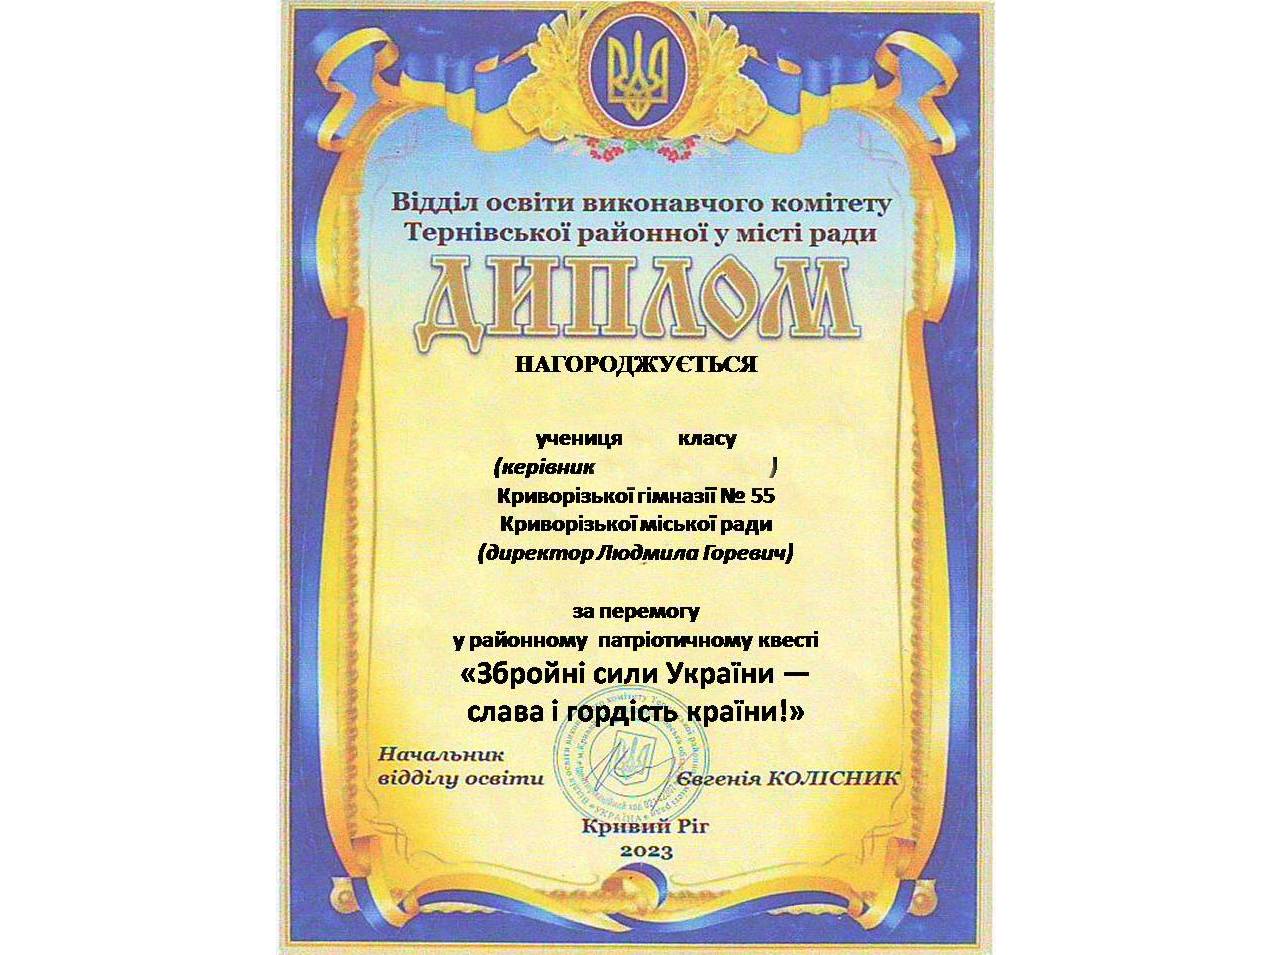 Відділ освіти виконавчого комітету
Тернівської районної у місті ради
ДИПЛОМ
НАГОРОДЖУЄТЬСЯ
учениця класу
(керівник )
Криворізької гімназії № 55
Криворізької міської ради
(директор Людмила Горевич)
за перемогу
у районному патріотичному квесті
«Збройні сили України —
слава і гордість країни!»
Начальник
відділу освіти Євгенія КОЛІСНИК
УКРАЇНА
Кривий Ріг
2023